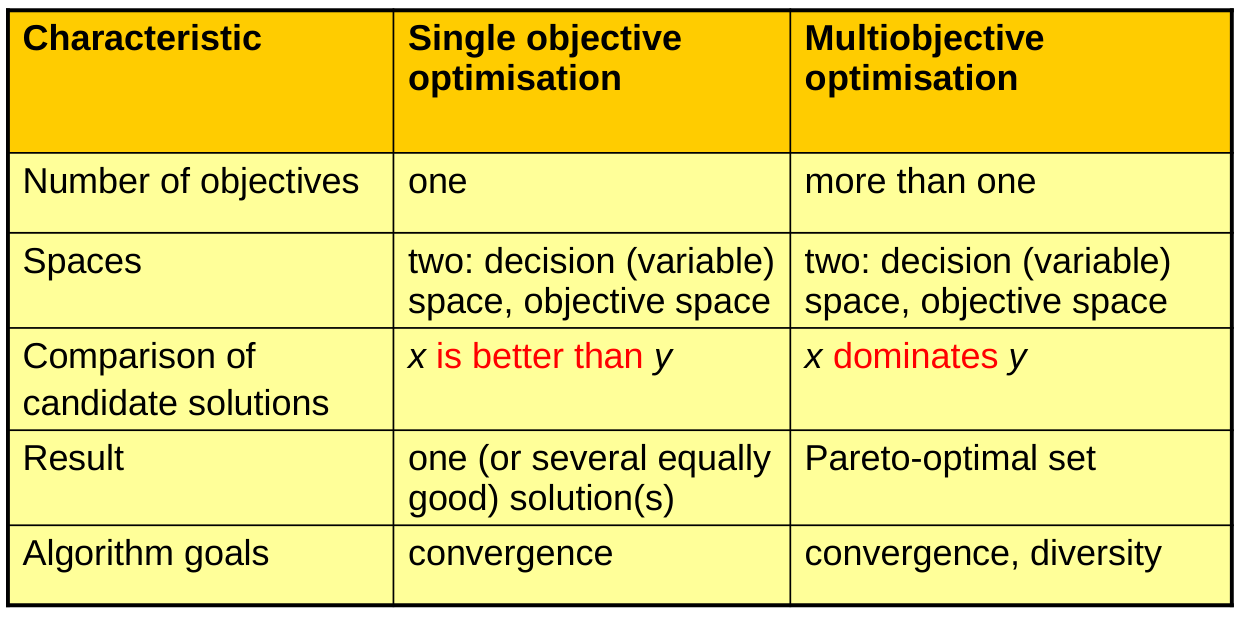 Characteristic
Single objective
optimisation
Multiobjective
optimisation
Number of objectives
one
more than one
Spaces
two: decision (variable)
space, objective space
two: decision (variable)
space, objective space
Comparison of
candidate solutions
x is better than y
x dominates y
Result
one (or several equally
good) solution(s)
Pareto-optimal set
Algorithm goals
convergence
convergence, diversity